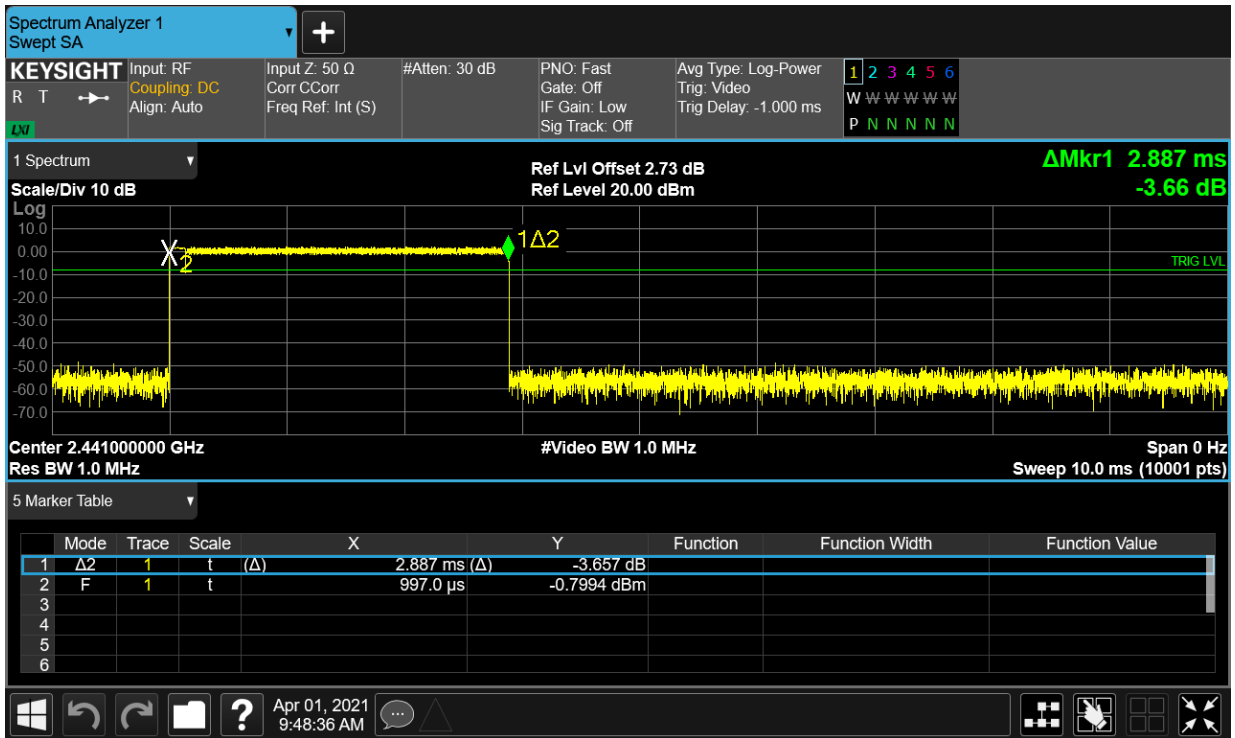 Spectrum Analyzer 1
Swept SA
KEYSIGHT
R T
LXI
Input: RF
Coupling: DC
Align: Auto
Input Z: 50 Ω
Corr CCorr
Freq Ref: Int (S)
#Atten: 30 dB
PNO: Fast
Gate: Off
IF Gain: Low
Sig Track: Off
Avg Type: Log-Power
Trig: Video
Trig Delay: -1.000 ms
1 2 3 4 5 6
W W W W W W
P N N N N N
1 Spectrum
Scale/Div 10 dB
Ref Lvl Offset 2.73 dB
Ref Level 20.00 dBm
ΔMkr1 2.887 ms
-3.66 dB
Log
10.0
0.00
-10.0
-20.0
-30.0
-40.0
-50.0
-60.0
-70.0
2
1Δ2
TRIG LVL
Center 2.441000000 GHz
Res BW 1.0 MHz
#Video BW 1.0 MHz
Span 0 Hz
Sweep 10.0 ms (10001 pts)
5 Marker Table
Mode Trace Scale X Y Function Function Width Function Value
1 Δ2 1 t (Δ) 2.887 ms (Δ) -3.657 dB
2 F 1 t 997.0 µs -0.7994 dBm
3
4
5
6
?
Apr 01, 2021
9:48:36 AM